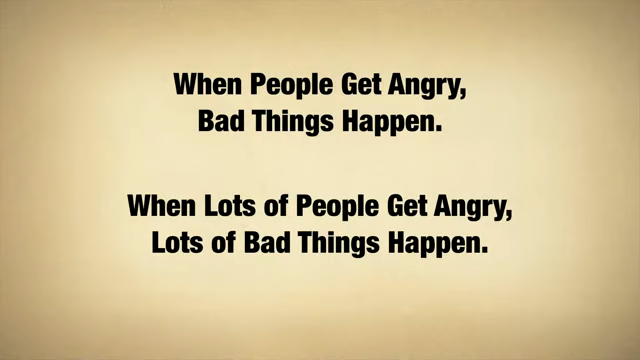 When People Get Angry,
Bad Things Happen.
When Lots of People Get Angry,
Lots of Bad Things Happen.